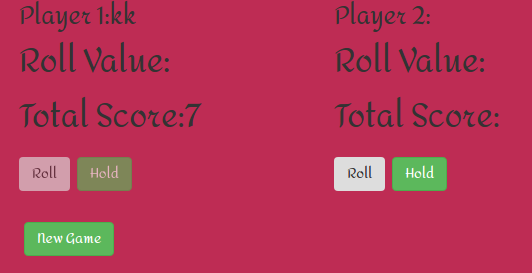 Player 1:kk
Roll Value:
Total Score:7
Roll Hold
New Game
Player 2:
Roll Value:
Total Score:
Roll Hold